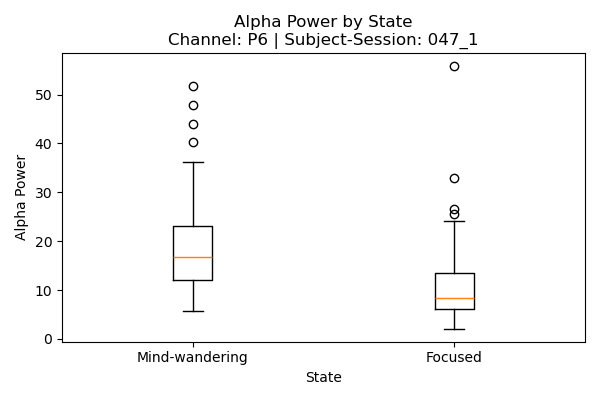 Alpha Power by State
Channel: P6 | Subject-Session: 047_1
Alpha Power
50
40
30
20
10
0
Mind-wandering
Focused
State